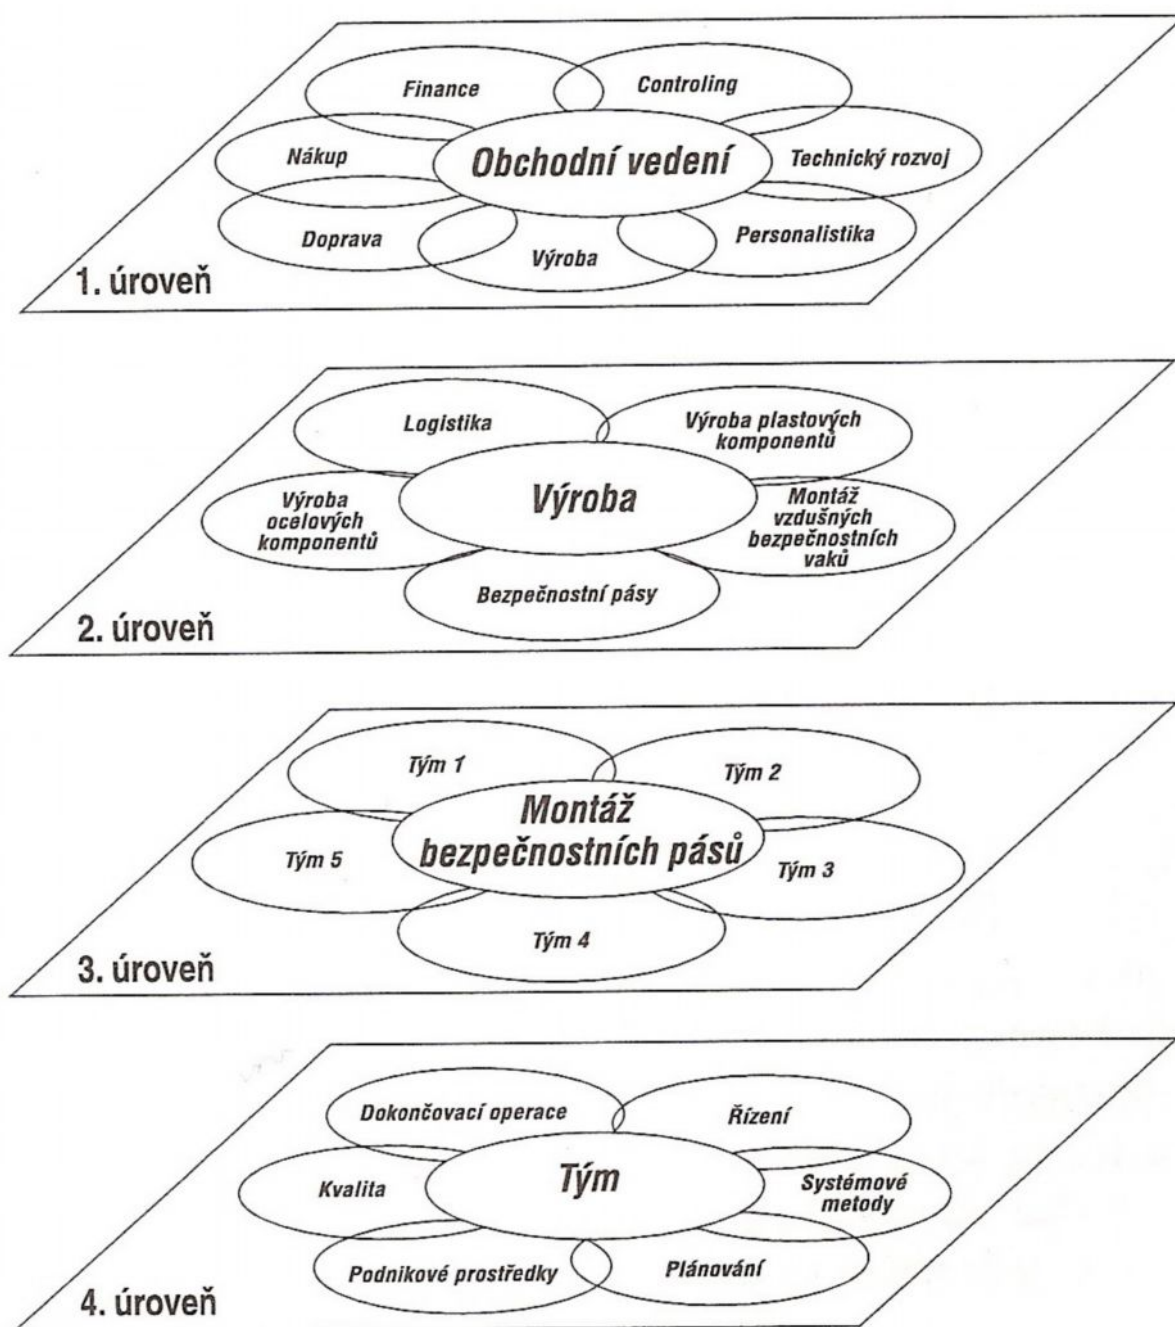 Finance
Controling
Nákup
Obchodní vedení
Technický rozvoj
Doprava
Výroba
Personalistika
1. úroveň
Logistika
Výroba plastových
komponentů
Výroba
ocelových
komponentů
Výroba
Montáž
vzdušných
bezpečnostních
vaků
Bezpečnostní pásy
2. úroveň
Tým 1
Tým 2
Montáž
bezpečnostních pásů
Tým 5
Tým 3
Tým 4
3. úroveň
Dokončovací operace
Řízení
Kvalita
Tým
Systémové
metody
Podnikové prostředky
Plánování
4. úroveň